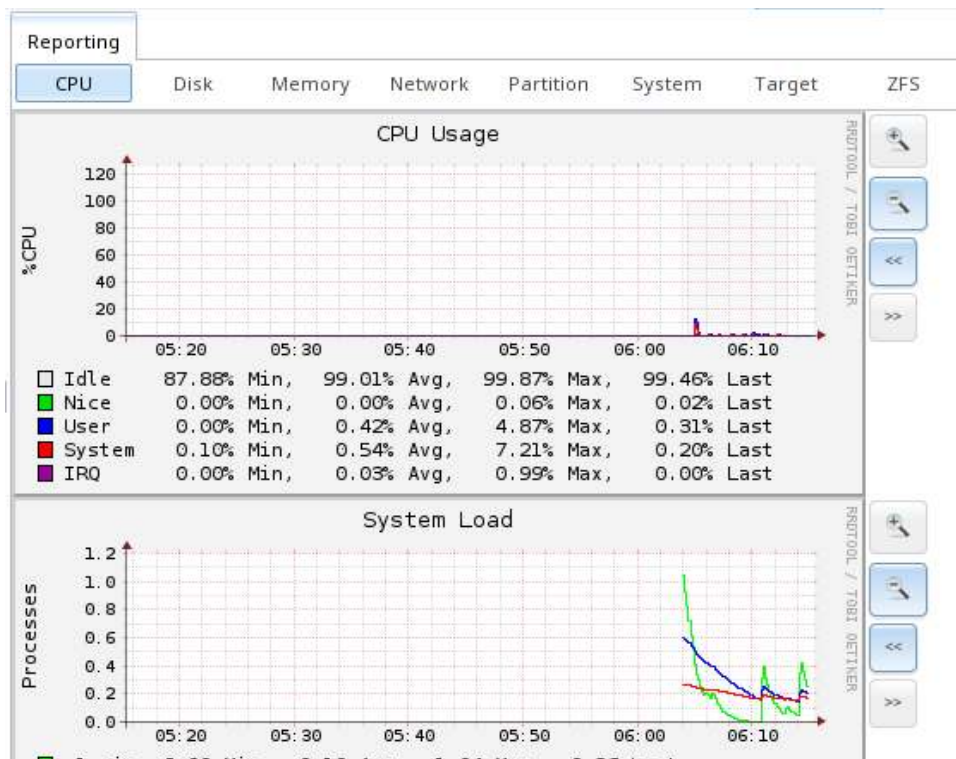 Reporting
CPU Disk Memory Network Partition System Target ZFS
CPU Usage
RRDTOOL / TOBI OETIKER
%CPU
120
100
80
60
40
20
0
05:20 05:30 05:40 05:50 06:00 06:10
Idle 87.88% Min, 99.01% Avg, 99.87% Max, 99.46% Last
Nice 0.00% Min, 0.00% Avg, 0.06% Max, 0.02% Last
User 0.00% Min, 0.42% Avg, 4.87% Max, 0.31% Last
System 0.10% Min, 0.54% Avg, 7.21% Max, 0.20% Last
IRQ 0.00% Min, 0.03% Avg, 0.99% Max, 0.00% Last
<<
>>
System Load
RRDTOOL / TOBI OETIKER
Processes
1.2
1.0
0.8
0.6
0.4
0.2
0.0
05:20 05:30 05:40 05:50 06:00 06:10
<<
>>